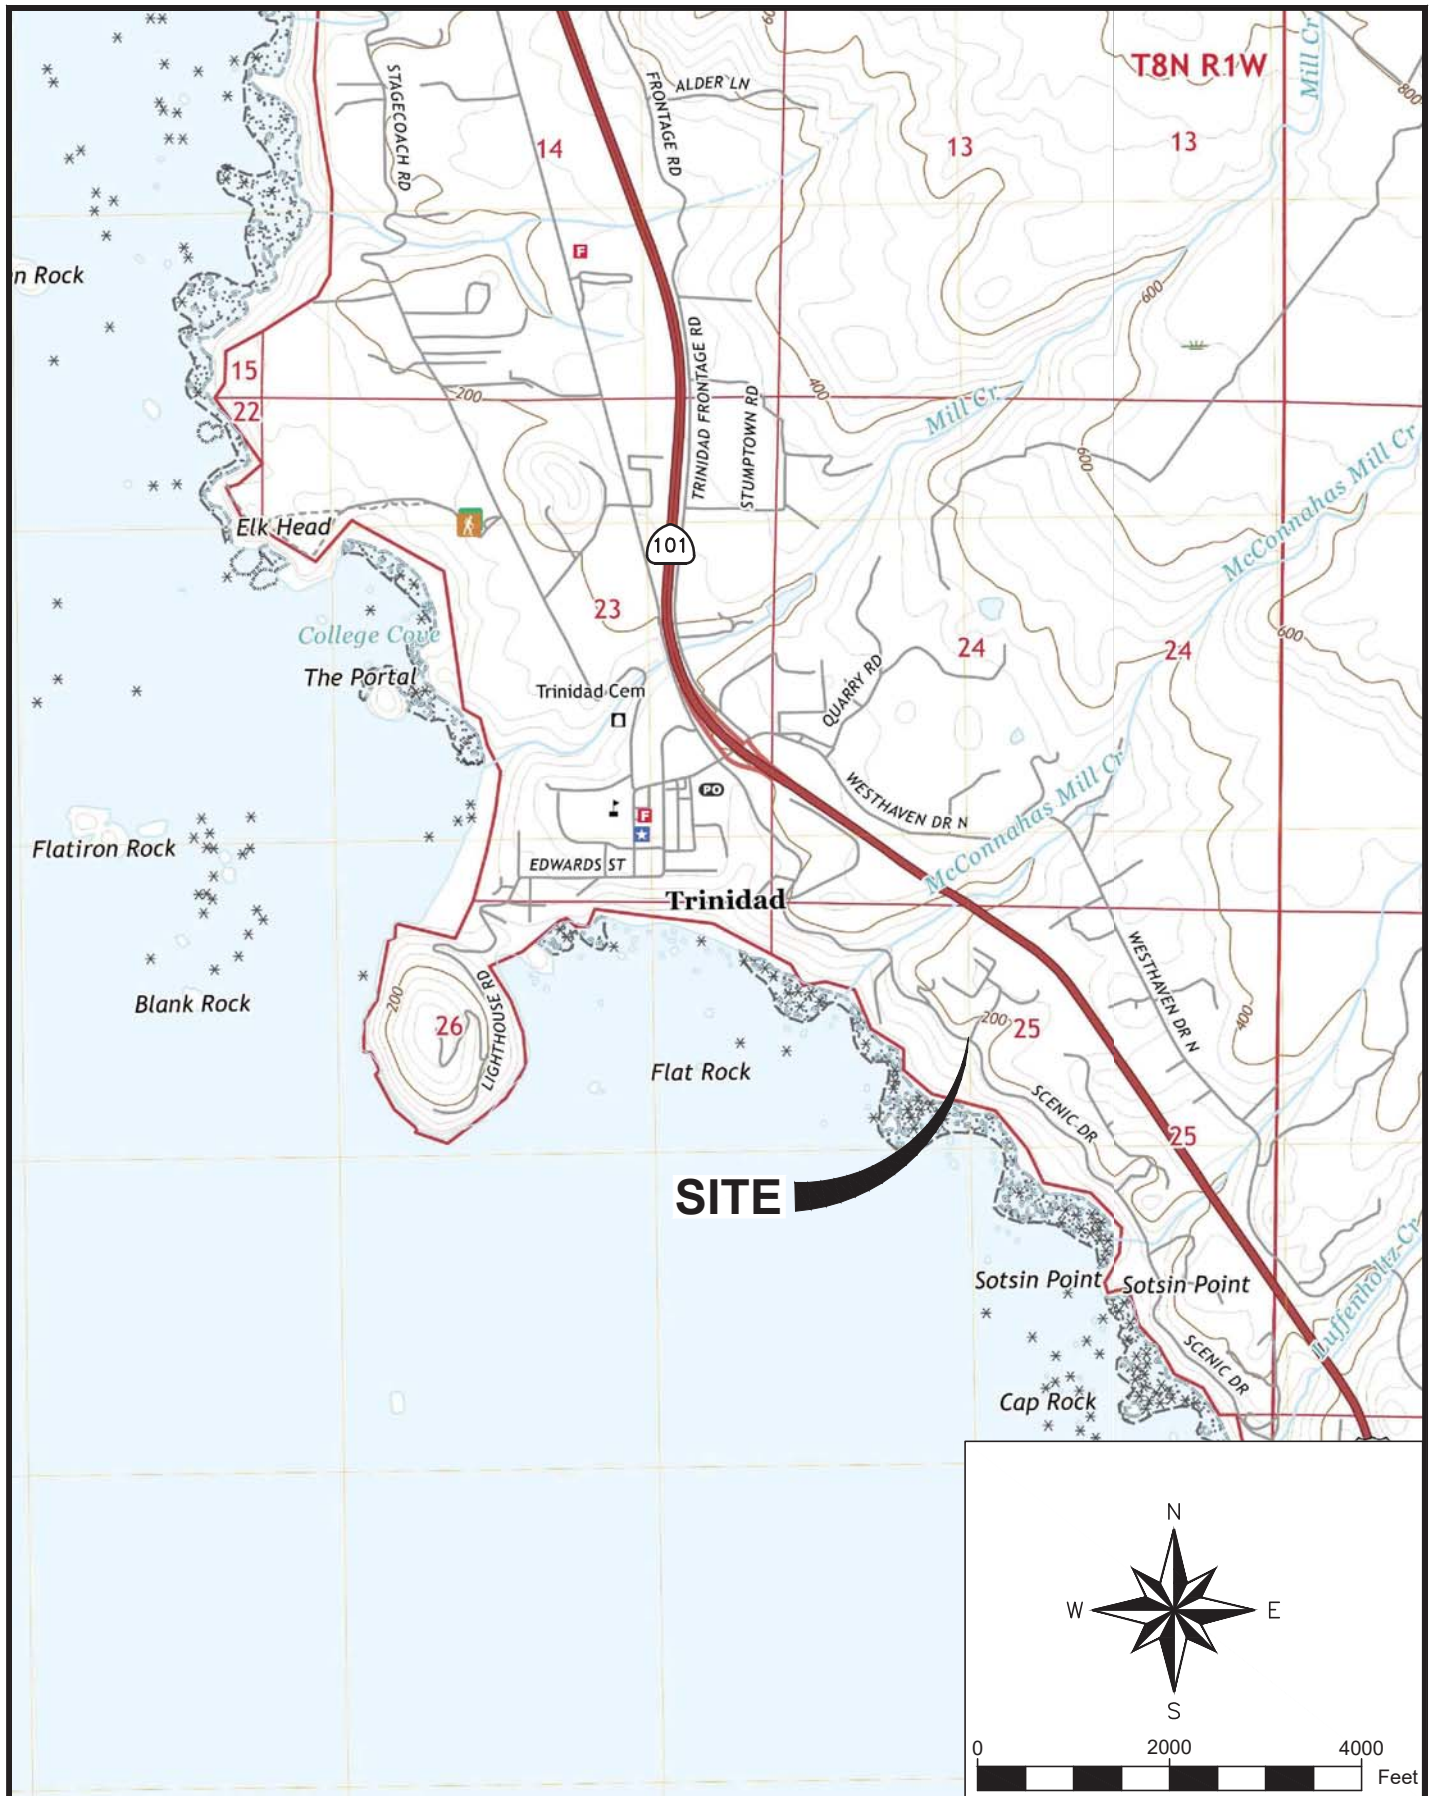 60
T8N R1W
Mill Cr
800
STAGECOACH RD
FRONTAGE RD
ALDER LN
14
13
13
F
n Rock
600
15
TRINIDAD FRONTAGE RD
400
200
22
STUMPTOWN RD
Mill Cr
600
McConnahas Mill Cr
Elk Head
101
23
College Cove
600
24
24
The Portal
Trinidad Cem
QUARRY RD
PO
WESTHAVEN DR N
McConnahas Mill Cr
F
Flatiron Rock
EDWARDS ST
Trinidad
WESTHAVEN DR N
200
Blank Rock
LIGHTHOUSE RD
26
200
25
400
Flat Rock
SCENIC DR
25
SITE
Sotsin Point
Sotsin Point
Luffenholtz Cr
SCENIC DR
Cap Rock
N
W
E
S
0
2000
4000
Feet